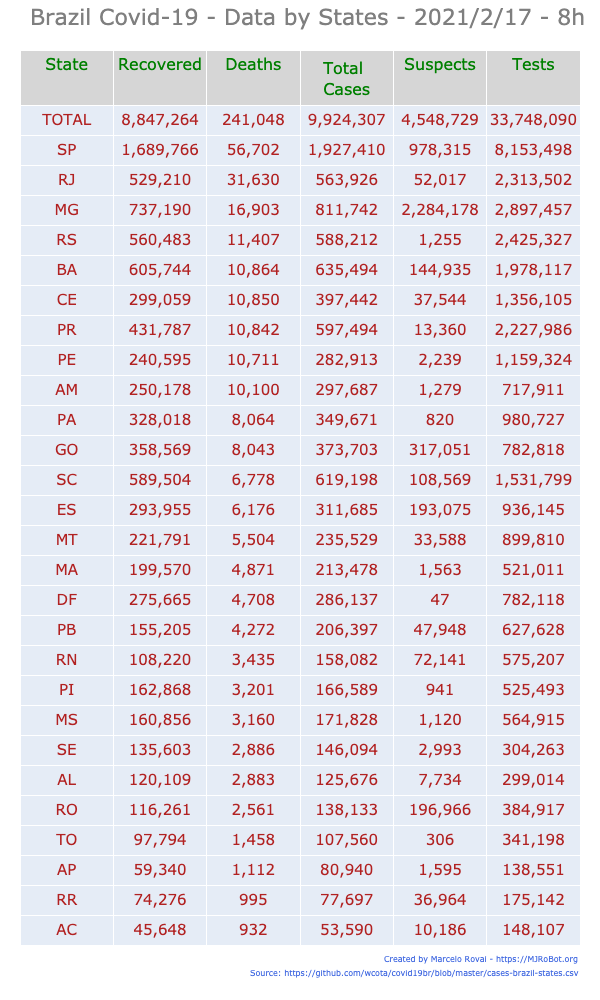 Brazil Covid-19 - Data by States - 2021/2/17 - 8h
State Recovered Deaths Total Cases Suspects Tests
TOTAL 8,847,264 241,048 9,924,307 4,548,729 33,748,090
SP 1,689,766 56,702 1,927,410 978,315 8,153,498
RJ 529,210 31,630 563,926 52,017 2,313,502
MG 737,190 16,903 811,742 2,284,178 2,897,457
RS 560,483 11,407 588,212 1,255 2,425,327
BA 605,744 10,864 635,494 144,935 1,978,117
CE 299,059 10,850 397,442 37,544 1,356,105
PR 431,787 10,842 597,494 13,360 2,227,986
PE 240,595 10,711 282,913 2,239 1,159,324
AM 250,178 10,100 297,687 1,279 717,911
PA 328,018 8,064 349,671 820 980,727
GO 358,569 8,043 373,703 317,051 782,818
SC 589,504 6,778 619,198 108,569 1,531,799
ES 293,955 6,176 311,685 193,075 936,145
MT 221,791 5,504 235,529 33,588 899,810
MA 199,570 4,871 213,478 1,563 521,011
DF 275,665 4,708 286,137 47 782,118
PB 155,205 4,272 206,397 47,948 627,628
RN 108,220 3,435 158,082 72,141 575,207
PI 162,868 3,201 166,589 941 525,493
MS 160,856 3,160 171,828 1,120 564,915
SE 135,603 2,886 146,094 2,993 304,263
AL 120,109 2,883 125,676 7,734 299,014
RO 116,261 2,561 138,133 196,966 384,917
TO 97,794 1,458 107,560 306 341,198
AP 59,340 1,112 80,940 1,595 138,551
RR 74,276 995 77,697 36,964 175,142
AC 45,648 932 53,590 10,186 148,107
Created by Marcelo Rovai - https://MJRoBot.org
Source: https://github.com/wcota/covid19br/blob/master/cases-brazil-states.csv